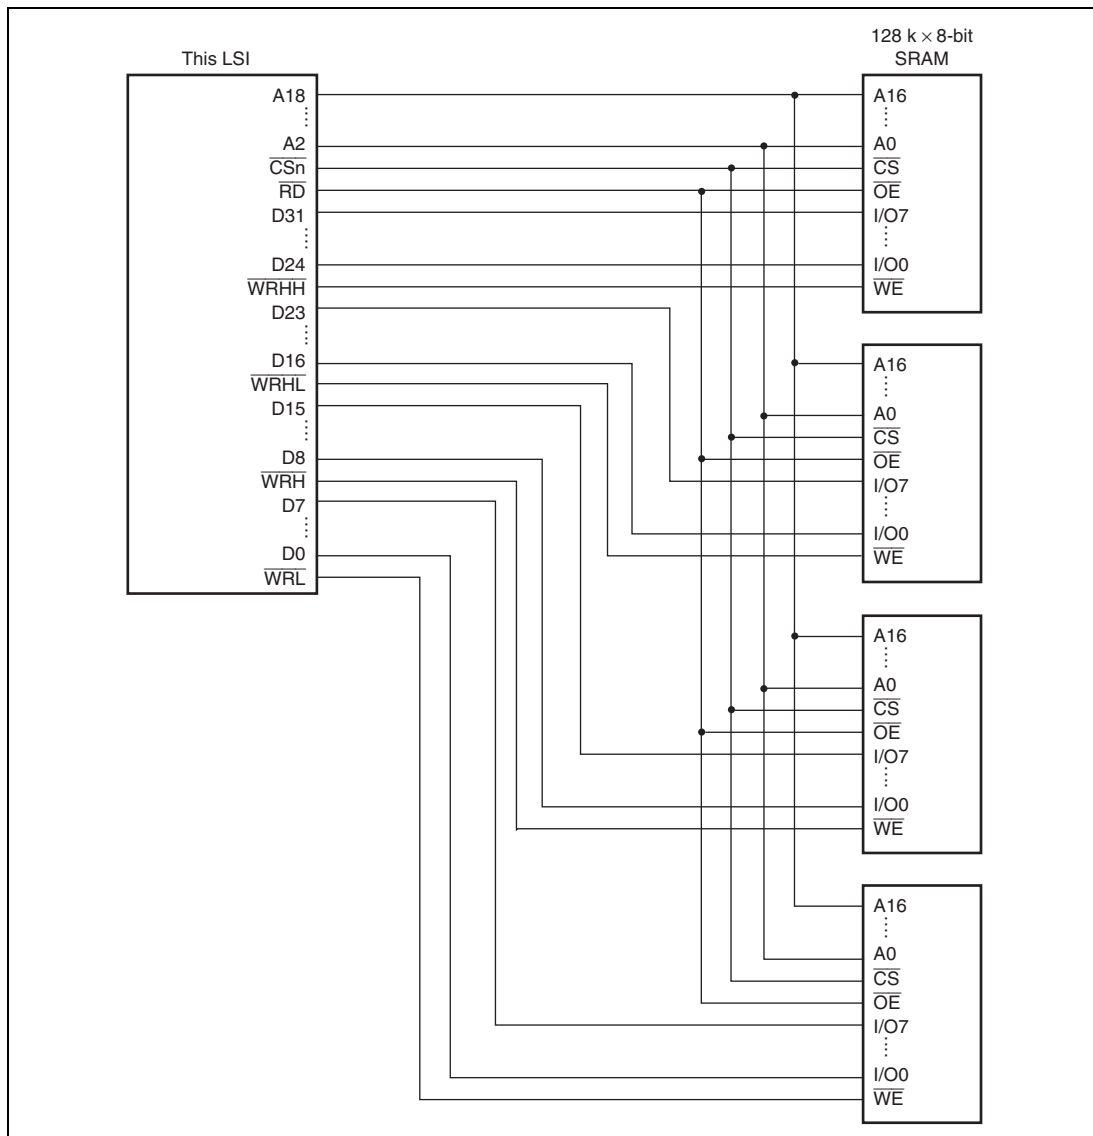 This LSI
A18
A2
CSn
RD
D31
D24
WRHH
D23
D16
WRHL
D15
D8
WRH
D7
D0
WRL
128 k × 8-bit
SRAM
A16
A0
CS
OE
I/O7
I/O0
WE
A16
A0
CS
OE
I/O7
I/O0
WE
A16
A0
CS
OE
I/O7
I/O0
WE
A16
A0
CS
OE
I/O7
I/O0
WE